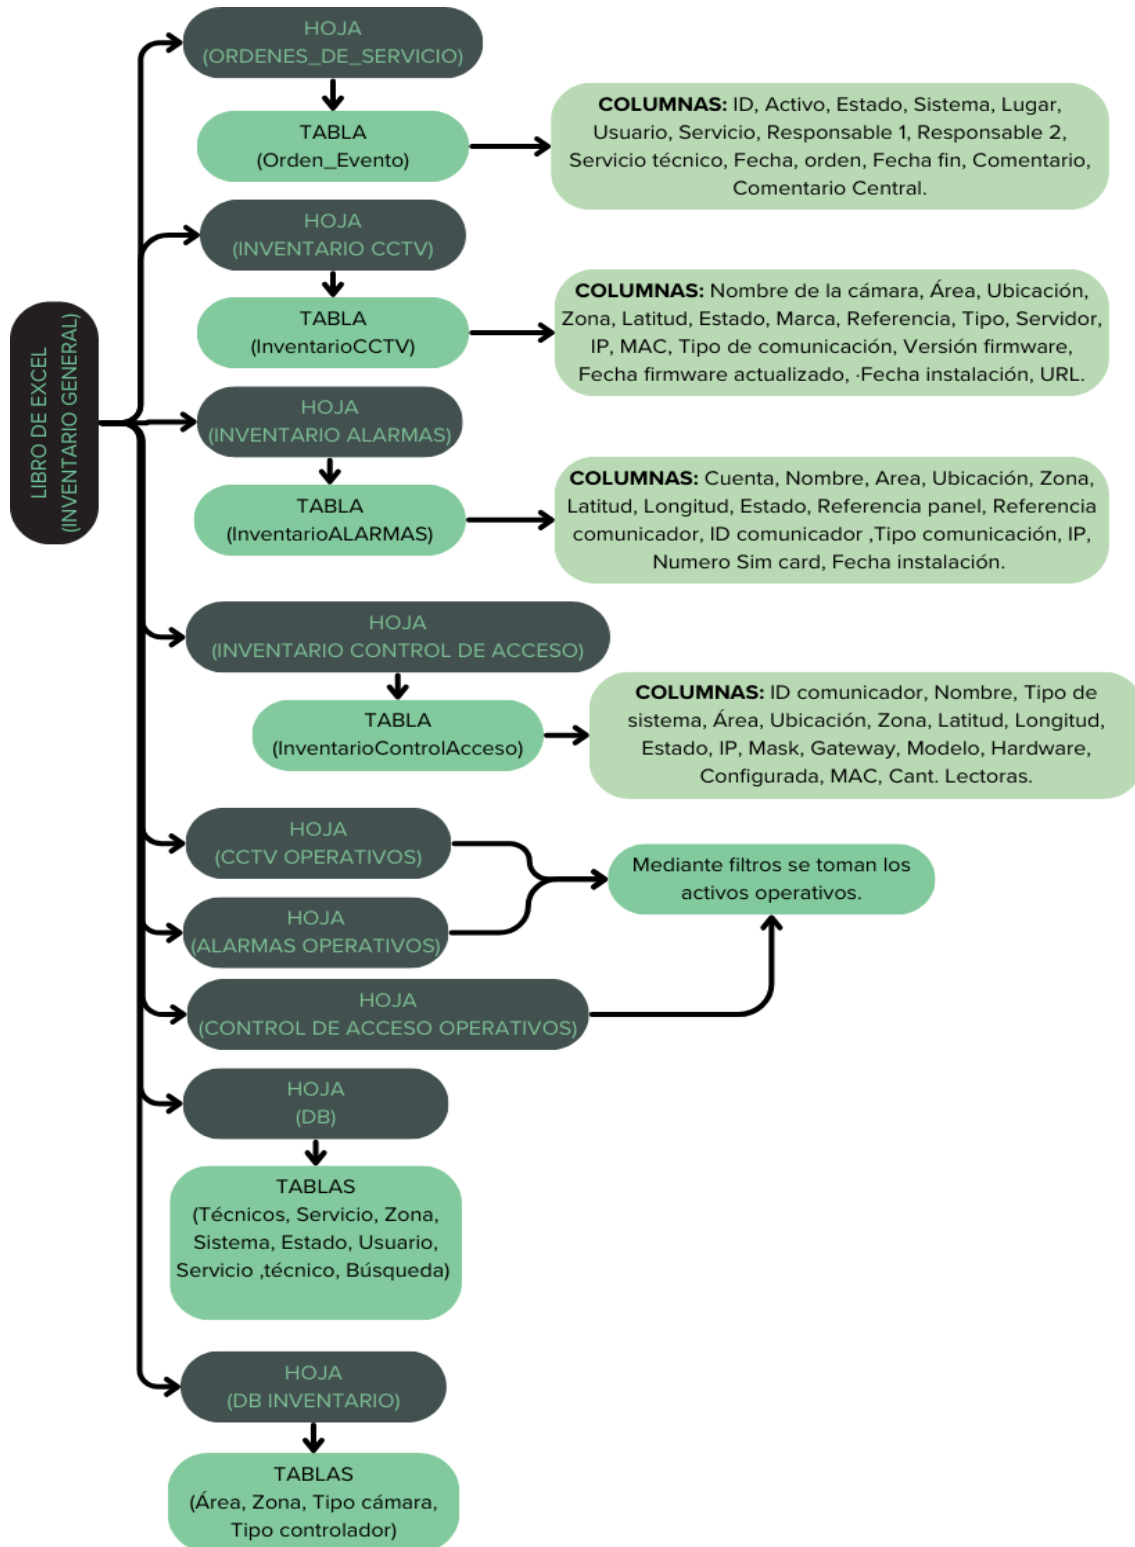 LIBRO DE EXCEL
(INVENTARIO GENERAL)
HOJA
(ORDENES_DE_SERVICIO)
TABLA
(Orden_Evento)
COLUMNAS: ID, Activo, Estado, Sistema, Lugar,
Usuario, Servicio, Responsable 1, Responsable 2,
Servicio técnico, Fecha, orden, Fecha fin, Comentario,
Comentario Central.
HOJA
(INVENTARIO CCTV)
TABLA
(InventarioCCTV)
COLUMNAS: Nombre de la cámara, Área, Ubicación,
Zona, Latitud, Estado, Marca, Referencia, Tipo, Servidor,
IP, MAC, Tipo de comunicación, Versión firmware,
Fecha firmware actualizado, ·Fecha instalación, URL.
HOJA
(INVENTARIO ALARMAS)
TABLA
(InventarioALARMAS)
COLUMNAS: Cuenta, Nombre, Area, Ubicación, Zona,
Latitud, Longitud, Estado, Referencia panel, Referencia
comunicador, ID comunicador ,Tipo comunicación, IP,
Numero Sim card, Fecha instalación.
HOJA
(INVENTARIO CONTROL DE ACCESO)
TABLA
(InventarioControlAcceso)
COLUMNAS: ID comunicador, Nombre, Tipo de
sistema, Área, Ubicación, Zona, Latitud, Longitud,
Estado, IP, Mask, Gateway, Modelo, Hardware,
Configurada, MAC, Cant. Lectoras.
HOJA
(CCTV OPERATIVOS)
HOJA
(ALARMAS OPERATIVOS)
HOJA
(CONTROL DE ACCESO OPERATIVOS)
Mediante filtros se toman los
activos operativos.
HOJA
(DB)
TABLAS
(Técnicos, Servicio, Zona,
Sistema, Estado, Usuario,
Servicio ,técnico, Búsqueda)
HOJA
(DB INVENTARIO)
TABLAS
(Área, Zona, Tipo cámara,
Tipo controlador)